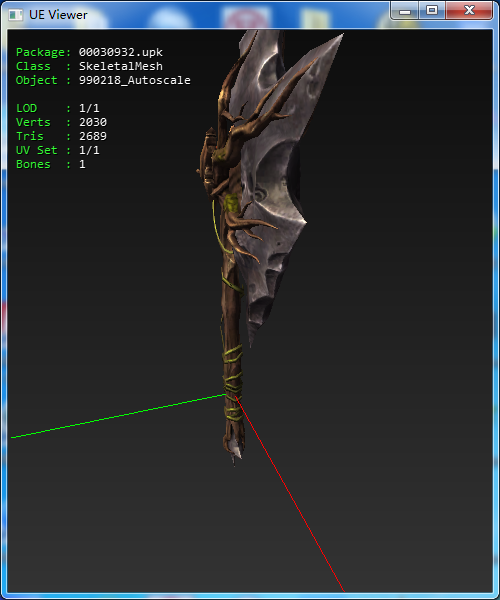 UE Viewer
Package: 00030932.upk
Class : SkeletalMesh
Object : 990218_Autoscale
LOD : 1/1
Verts : 2030
Tris : 2689
UV Set : 1/1
Bones : 1